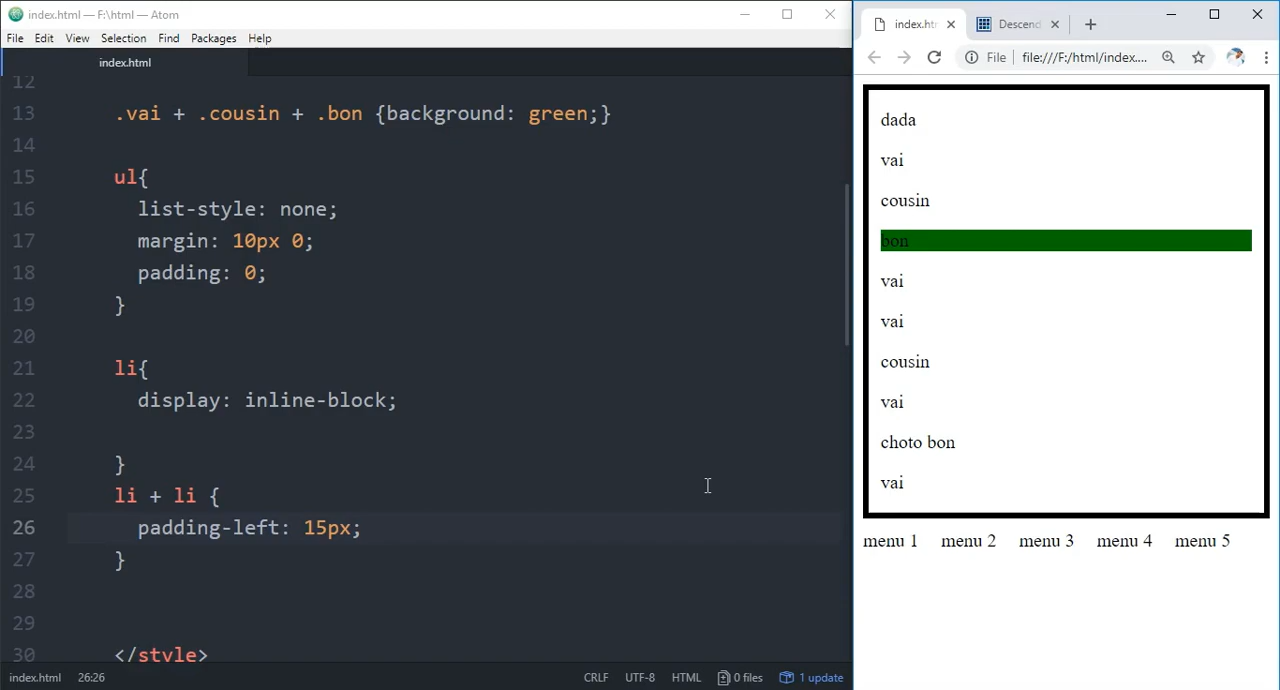 index.html — F:\html — Atom
File Edit View Selection Find Packages Help
index.html
12
13 .vai + .cousin + .bon {background: green;}
14
15 ul{
16 list-style: none;
17 margin: 10px 0;
18 padding: 0;
19 }
20
21 li{
22 display: inline-block;
23
24 }
25 li + li {
26 padding-left: 15px;
27 }
28
29
30 </style>
index.html 26:26 CRLF UTF-8 HTML 0 files 1 update
index.htm Descend
File file:///F:/html/index....
dada
vai
cousin
bon
vai
vai
cousin
vai
choto bon
vai
menu 1 menu 2 menu 3 menu 4 menu 5